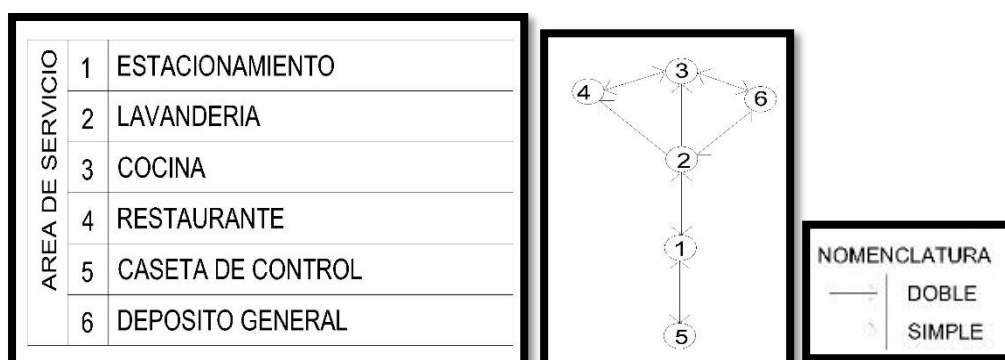 AREA DE SERVICIO
1 ESTACIONAMIENTO
2 LAVANDERIA
3 COCINA
4 RESTAURANTE
5 CASETA DE CONTROL
6 DEPOSITO GENERAL
3
4
6
2
1
5
NOMENCLATURA
DOBLE
SIMPLE